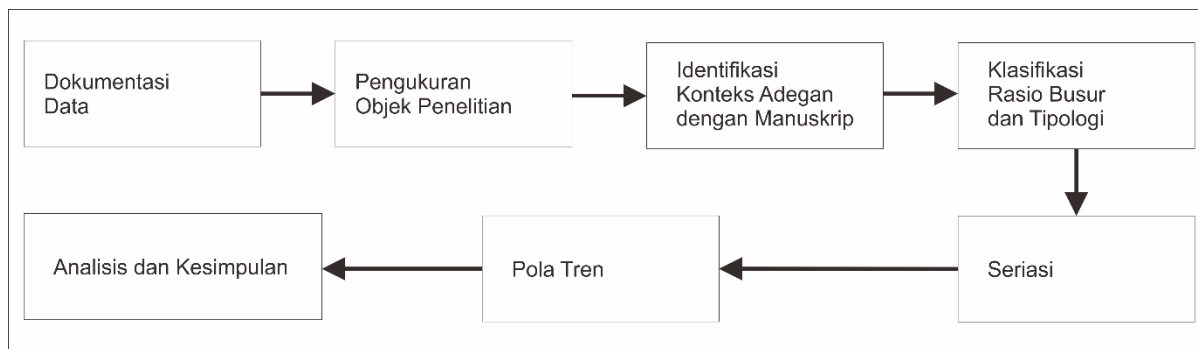 Dokumentasi
Data
Pengukuran
Objek Penelitian
Identifikasi
Konteks Adegan
dengan Manuskrip
Klasifikasi
Rasio Busur
dan Tipologi
Seriasi
Pola Tren
Analisis dan Kesimpulan